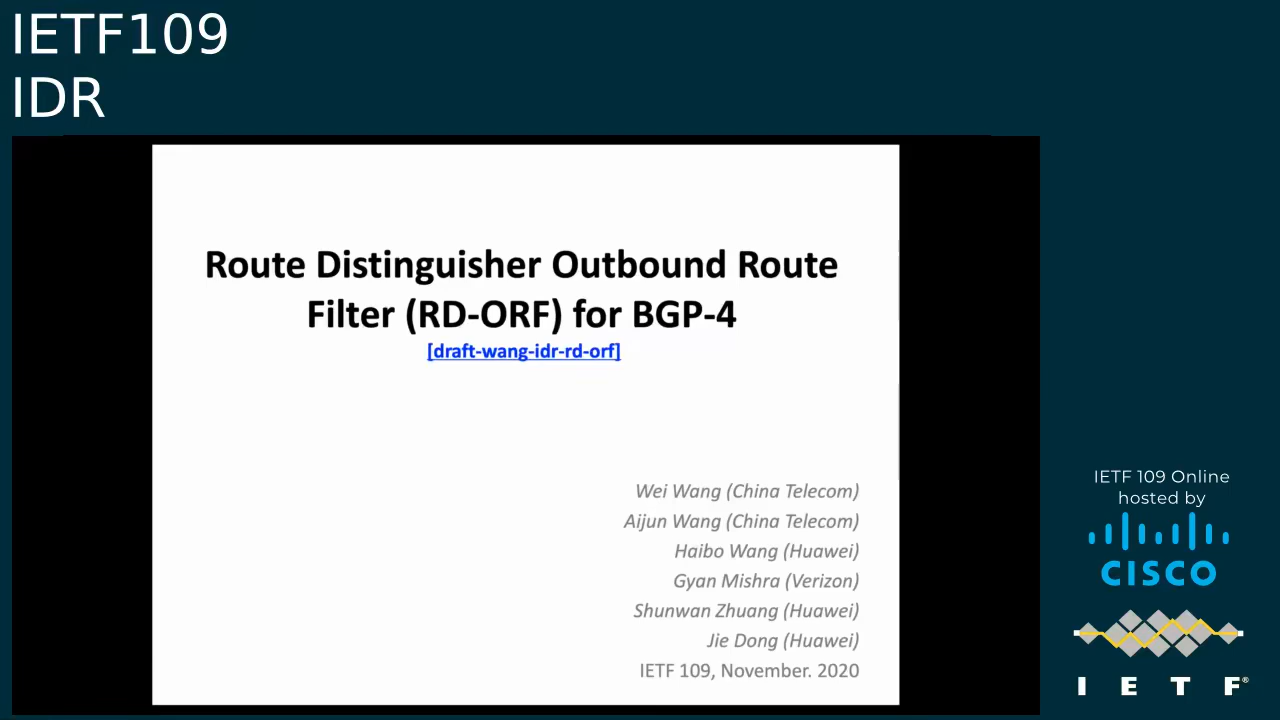 IETF109
IDR
Route Distinguisher Outbound Route
Filter (RD-ORF) for BGP-4
[draft-wang-idr-rd-orf]
Wei Wang (China Telecom)
Aijun Wang (China Telecom)
Haibo Wang (Huawei)
Gyan Mishra (Verizon)
Shunwan Zhuang (Huawei)
Jie Dong (Huawei)
IETF 109, November. 2020
IETF 109 Online
hosted by
CISCO
I E T F®